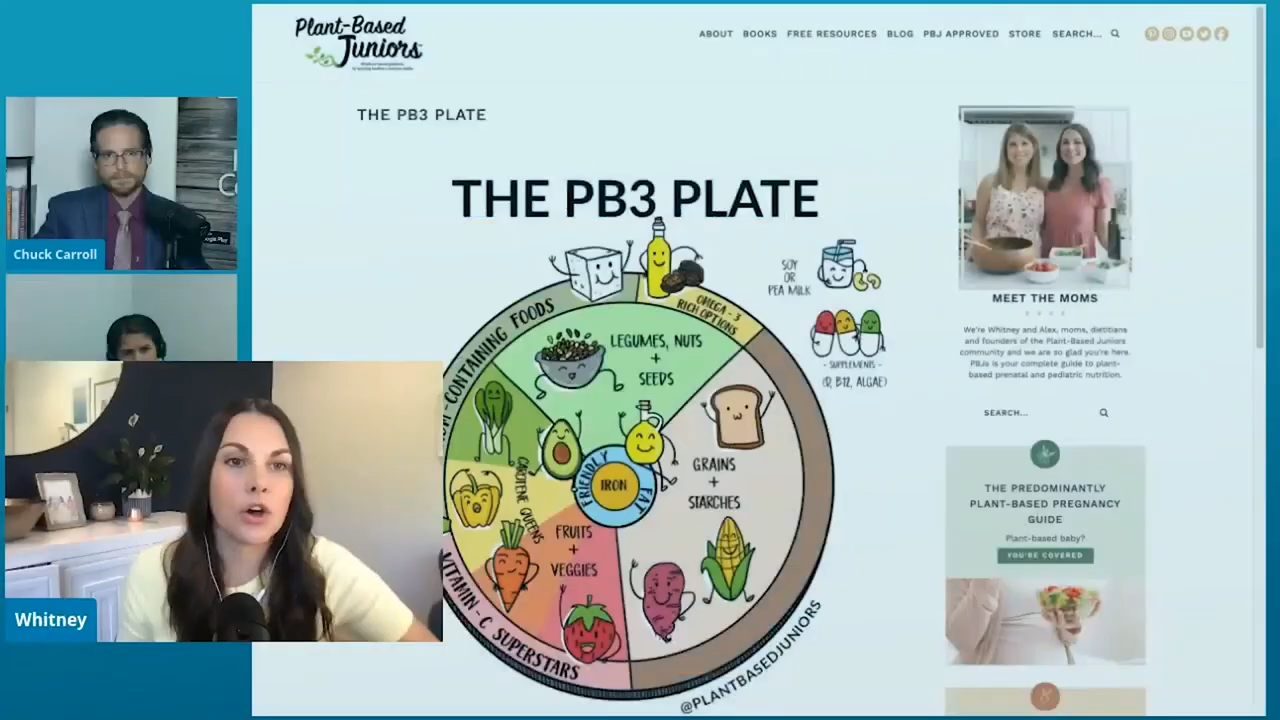 Plant-Based
Juniors
ABOUT BOOKS FREE RESOURCES BLOG PBJ APPROVED STORE SEARCH...
THE PB3 PLATE
THE PB3 PLATE
Chuck Carroll
Whitney
SOY
OR
PEA MILK
- SUPPLEMENTS -
(D, B12, ALGAE)
CONTAINING FOODS
OMEGA-3
RICH OPTIONS
LEGUMES, NUTS
+
SEEDS
GRAINS
+
STARCHES
FRIENDLY
FAT
IRON
CAROTENE QUEENS
FRUITS
+
VEGGIES
VITAMIN-C SUPERSTARS
@PLANTBASEDJUNIORS
MEET THE MOMS
We're Whitney and Alex, moms, dietitians
and founders of the Plant-Based Juniors
community and we are so glad you're here.
PBJs is your complete guide to plant-
based prenatal and pediatric nutrition.
SEARCH...
THE PREDOMINANTLY
PLANT-BASED PREGNANCY
GUIDE
Plant-based baby?
YOU'RE COVERED